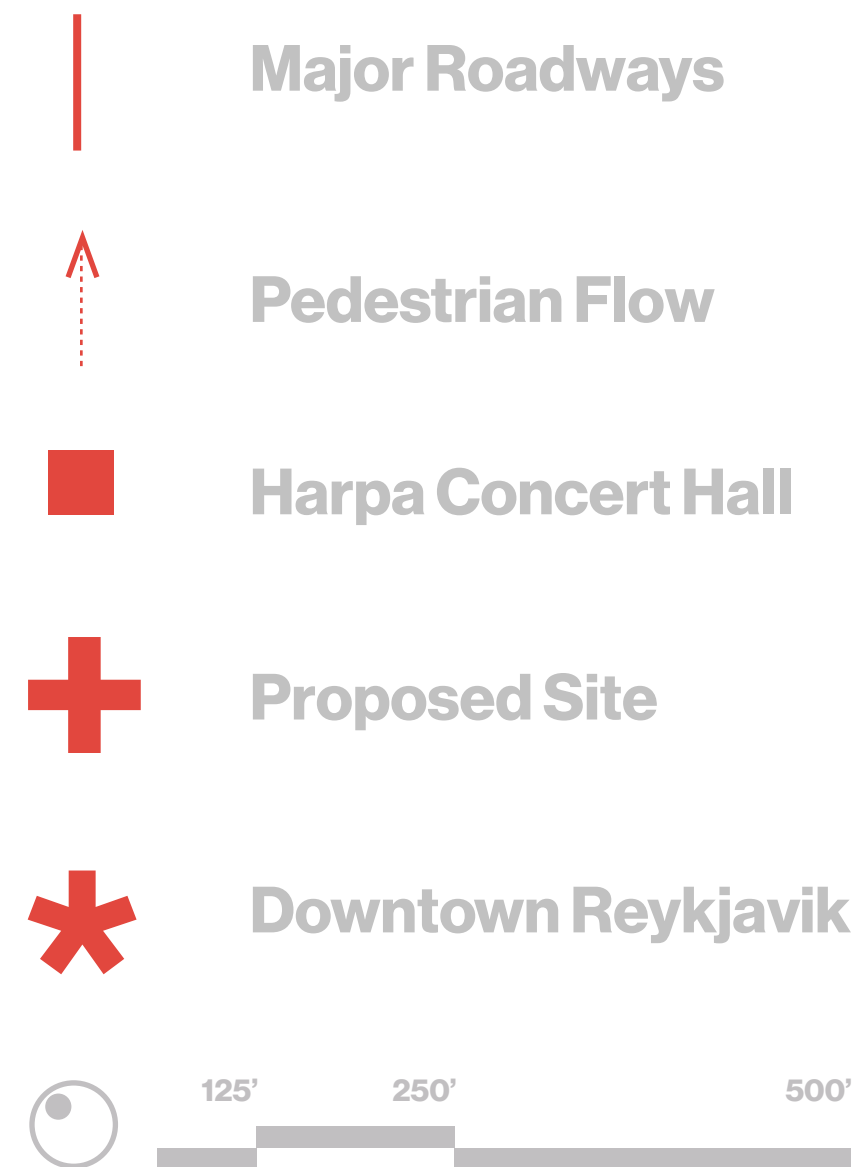 Major Roadways
Pedestrian Flow
Harpa Concert Hall
Proposed Site
Downtown Reykjavik
125’ 250’ 500’